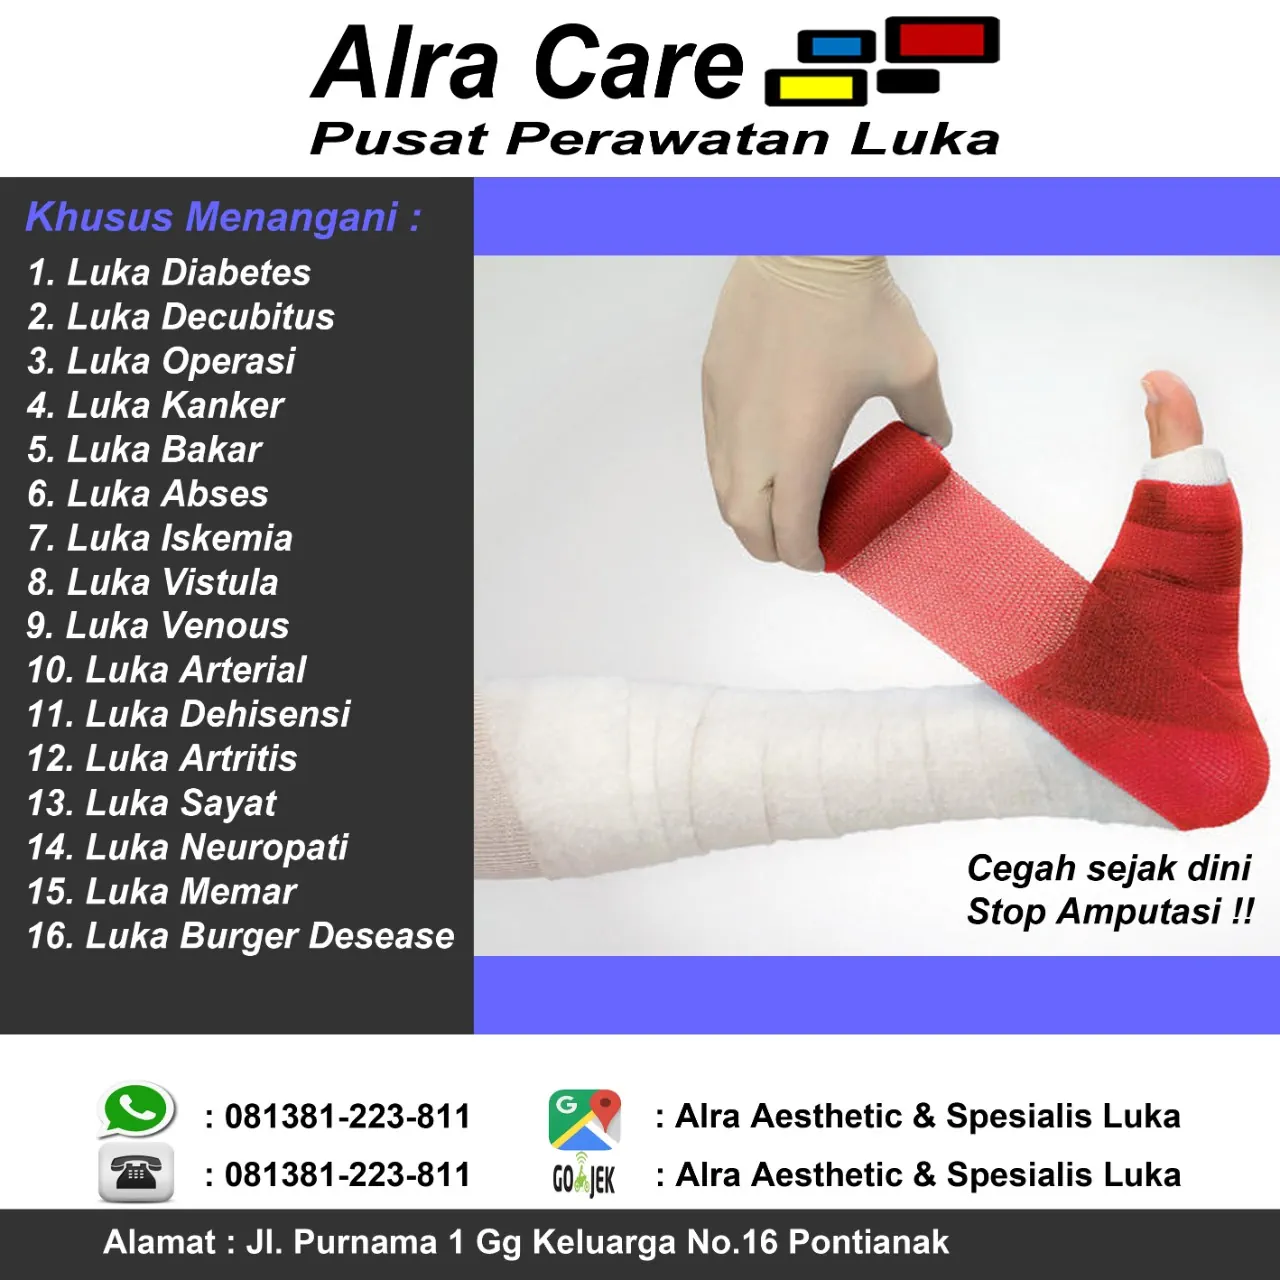 Alra Care
Pusat Perawatan Luka
Khusus Menangani :
1. Luka Diabetes
2. Luka Decubitus
3. Luka Operasi
4. Luka Kanker
5. Luka Bakar
6. Luka Abses
7. Luka Iskemia
8. Luka Vistula
9. Luka Venous
10. Luka Arterial
11. Luka Dehisensi
12. Luka Artritis
13. Luka Sayat
14. Luka Neuropati
15. Luka Memar
16. Luka Burger Desease
Cegah sejak dini
Stop Amputasi !!
: 081381-223-811
G : Alra Aesthetic & Spesialis Luka
: 081381-223-811
GO-JEK : Alra Aesthetic & Spesialis Luka
Alamat : Jl. Purnama 1 Gg Keluarga No.16 Pontianak